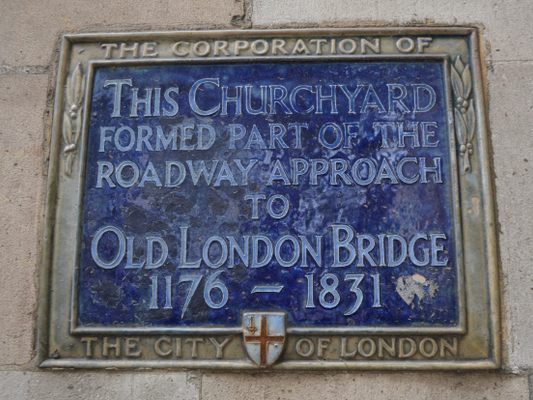 THE CORPORATION OF
THIS CHURCHYARD
FORMED PART OF THE
ROADWAY APPROACH
TO
OLD LONDON BRIDGE
1176 – 1831
THE CITY OF LONDON